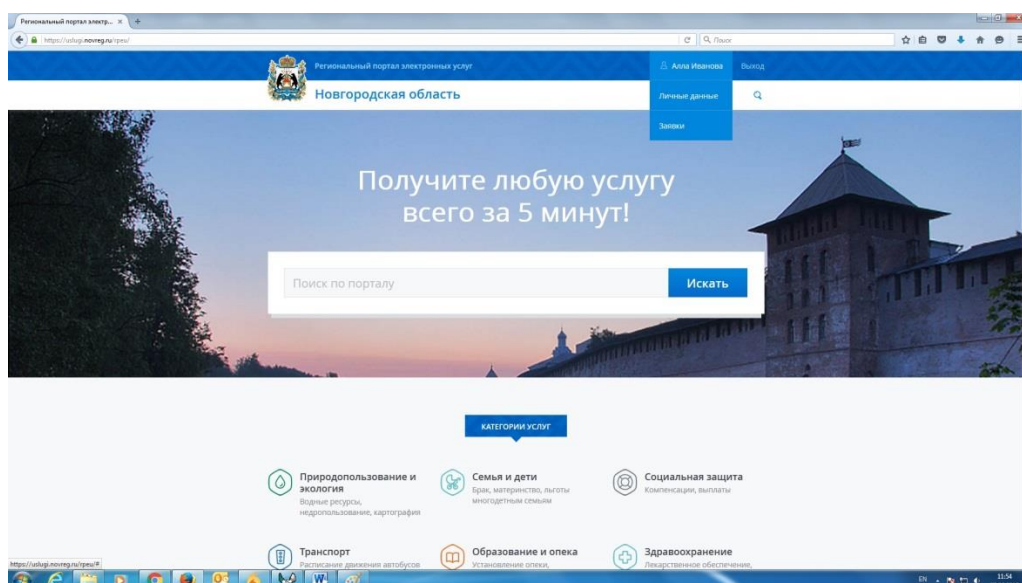 Региональный портал электр... × +
https://uslugi.novreg.ru/rpeu/
Поиск
Региональный портал электронных услуг
Алла Иванова
Выход
Новгородская область
Личные данные
Заявки
Получите любую услугу
всего за 5 минут!
Поиск по порталу
Искать
КАТЕГОРИИ УСЛУГ
Природопользование и
экология
Водные ресурсы,
недропользование, картография
Семья и дети
Брак, материнство, льготы
многодетным семьям
Социальная защита
Компенсации, выплаты
Транспорт
Расписание движения автобусов
Образование и опека
Установление опеки,
Здравоохранение
Лекарственное обеспечение,
https://uslugi.novreg.ru/rpeu/#
EN
11:54